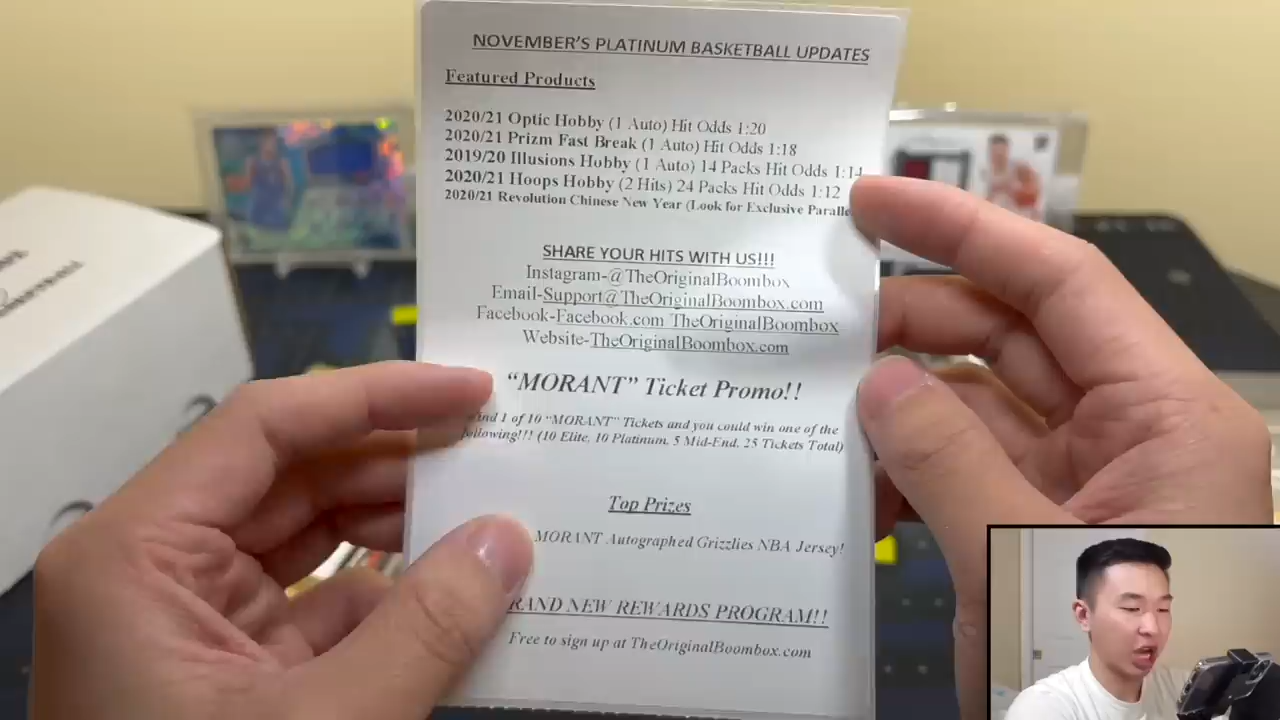 NOVEMBER'S PLATINUM BASKETBALL UPDATES
Featured Products
2020/21 Optic Hobby (1 Auto) Hit Odds 1:20
2020/21 Prizm Fast Break (1 Auto) Hit Odds 1:18
2019/20 Illusions Hobby (1 Auto) 14 Packs Hit Odds 1:14
2020/21 Hoops Hobby (2 Hits) 24 Packs Hit Odds 1:12
2020/21 Revolution Chinese New Year (Look for Exclusive
SHARE YOUR HITS WITH US!!!
Instagram-@TheOriginalBoombox
Email-Support@TheOriginalBoombox.com
Facebook-Facebook.com TheOriginalBoombox
Website-TheOriginalBoombox.com
"MORANT" Ticket Promo!!
1 of 10 "MORANT" Tickets and you could win one of the
following!!! (10 Elite, 10 Platinum, 5 Mid-End, 25 Tickets Total)
Top Prizes
MORANT Autographed Grizzlies NBA Jersey!
NEW REWARDS PROGRAM!!
Free to sign up at TheOriginalBoombox.com